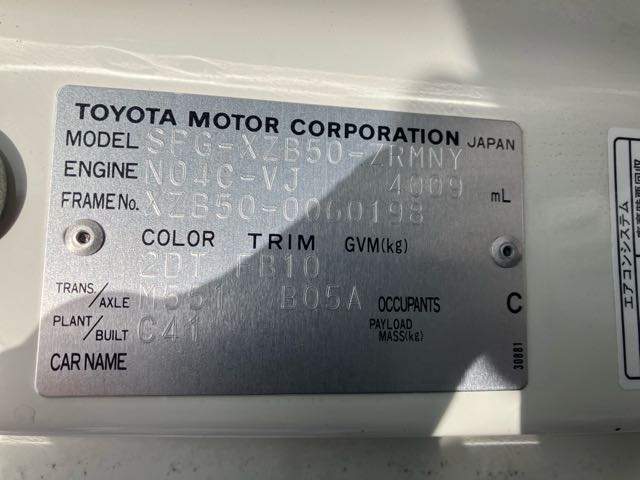 TOYOTA MOTOR CORPORATION JAPAN
MODEL SFG-XZB50-ZRMNY
ENGINE N04C-VJ 4009 mL
FRAME No. XZB50-0060198
COLOR TRIM GVM(kg)
2DI FB10
TRANS./AXLE M551 B05A OCCUPANTS C
PLANT/BUILT C41 PAYLOAD MASS(kg)
CAR NAME
30881
エアコンシステム